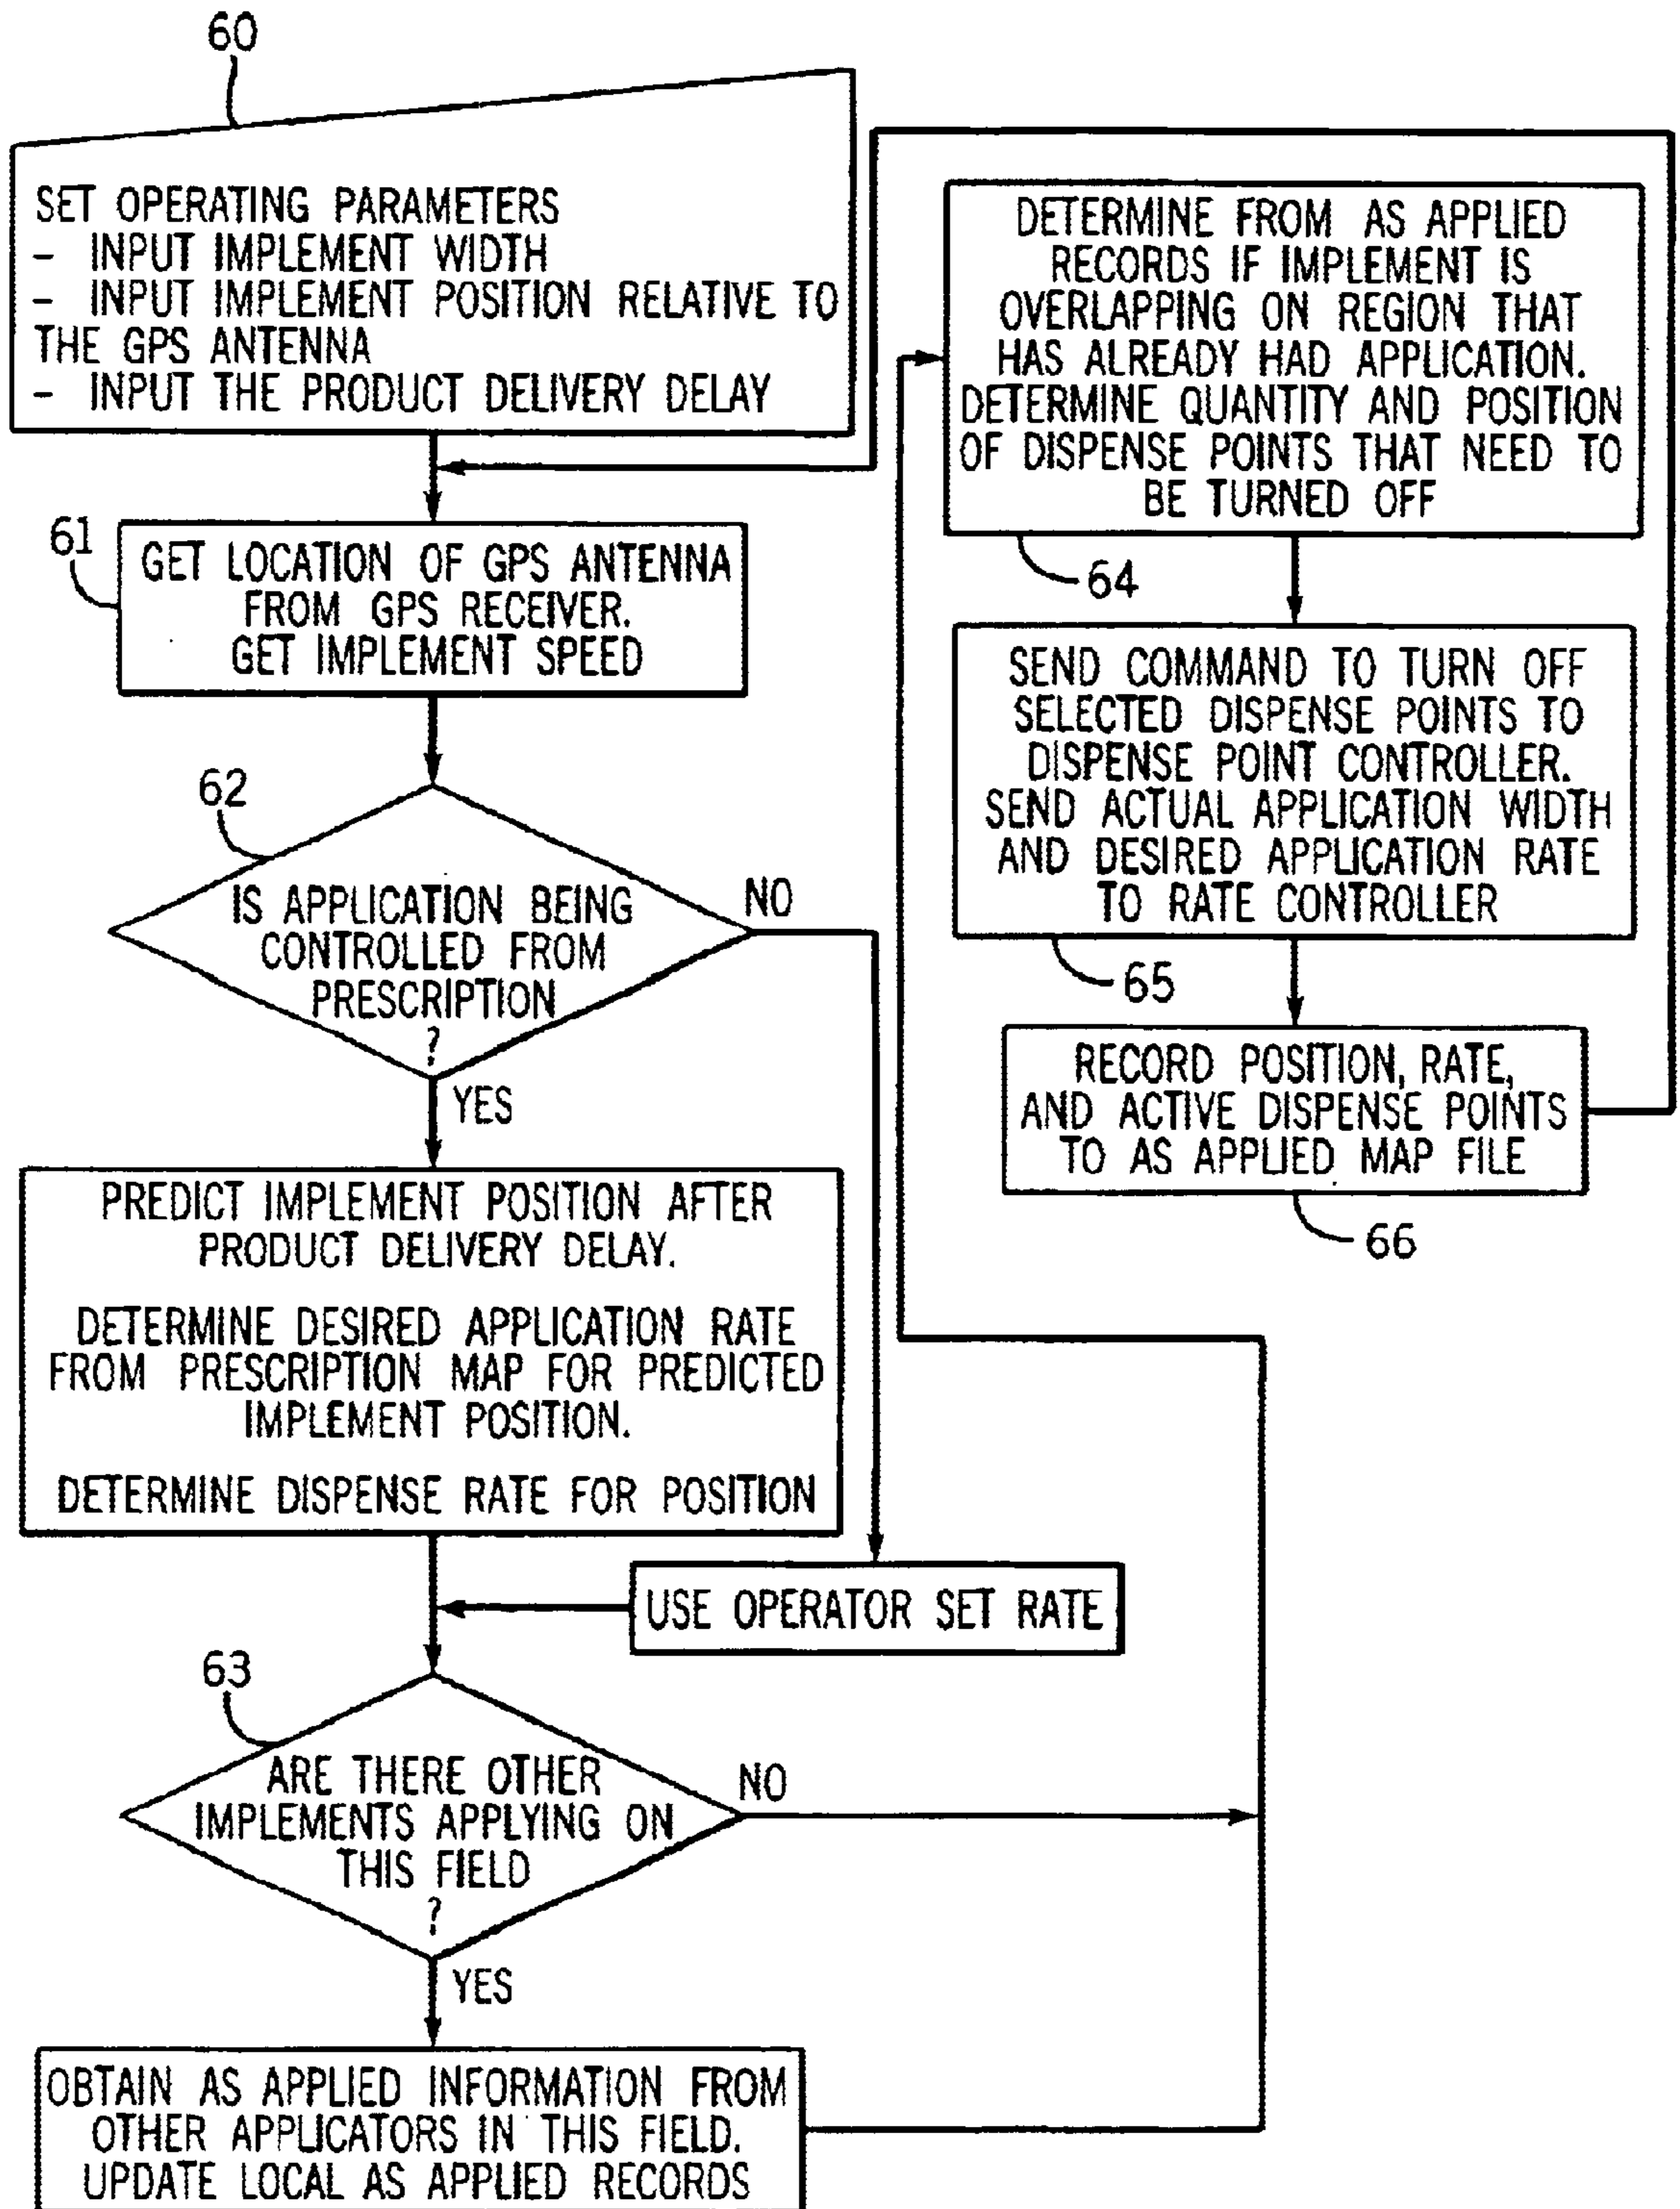 60
SET OPERATING PARAMETERS
- INPUT IMPLEMENT WIDTH
- INPUT IMPLEMENT POSITION RELATIVE TO
THE GPS ANTENNA
- INPUT THE PRODUCT DELIVERY DELAY
61
GET LOCATION OF GPS ANTENNA
FROM GPS RECEIVER.
GET IMPLEMENT SPEED
62
IS APPLICATION BEING
CONTROLLED FROM
PRESCRIPTION
?
NO
YES
PREDICT IMPLEMENT POSITION AFTER
PRODUCT DELIVERY DELAY.
DETERMINE DESIRED APPLICATION RATE
FROM PRESCRIPTION MAP FOR PREDICTED
IMPLEMENT POSITION.
DETERMINE DISPENSE RATE FOR POSITION
USE OPERATOR SET RATE
63
ARE THERE OTHER
IMPLEMENTS APPLYING ON
THIS FIELD
?
NO
YES
OBTAIN AS APPLIED INFORMATION FROM
OTHER APPLICATORS IN THIS FIELD.
UPDATE LOCAL AS APPLIED RECORDS
DETERMINE FROM AS APPLIED
RECORDS IF IMPLEMENT IS
OVERLAPPING ON REGION THAT
HAS ALREADY HAD APPLICATION.
DETERMINE QUANTITY AND POSITION
OF DISPENSE POINTS THAT NEED TO
BE TURNED OFF
64
SEND COMMAND TO TURN OFF
SELECTED DISPENSE POINTS TO
DISPENSE POINT CONTROLLER.
SEND ACTUAL APPLICATION WIDTH
AND DESIRED APPLICATION RATE
TO RATE CONTROLLER
65
RECORD POSITION, RATE,
AND ACTIVE DISPENSE POINTS
TO AS APPLIED MAP FILE
66